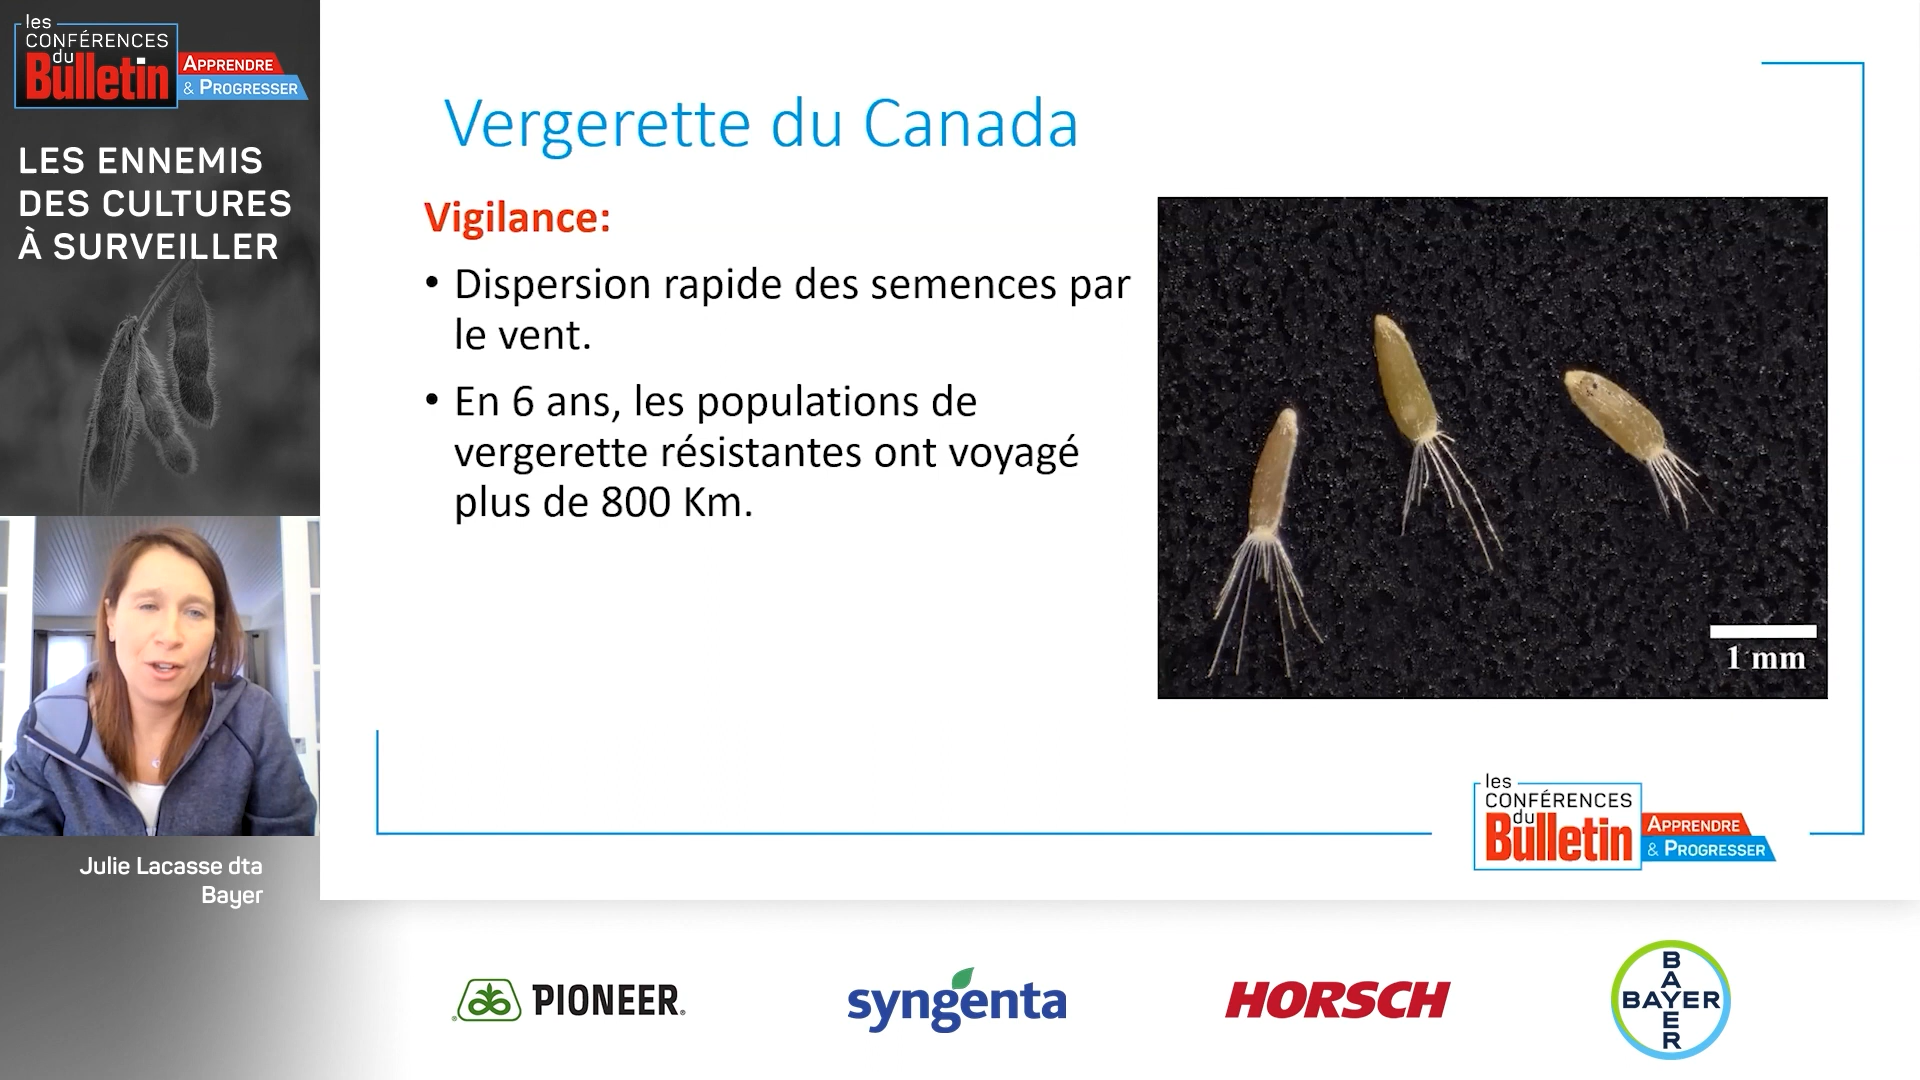 les
CONFÉRENCES
du
Bulletin
APPRENDRE
& PROGRESSER
LES ENNEMIS
DES CULTURES
À SURVEILLER
Julie Lacasse dta
Bayer
Vergerette du Canada
Vigilance:
• Dispersion rapide des semences par
le vent.
• En 6 ans, les populations de
vergerette résistantes ont voyagé
plus de 800 Km.
1 mm
les
CONFÉRENCES
du
Bulletin
APPRENDRE
& PROGRESSER
PIONEER
syngenta
HORSCH
BAYER
BAYER